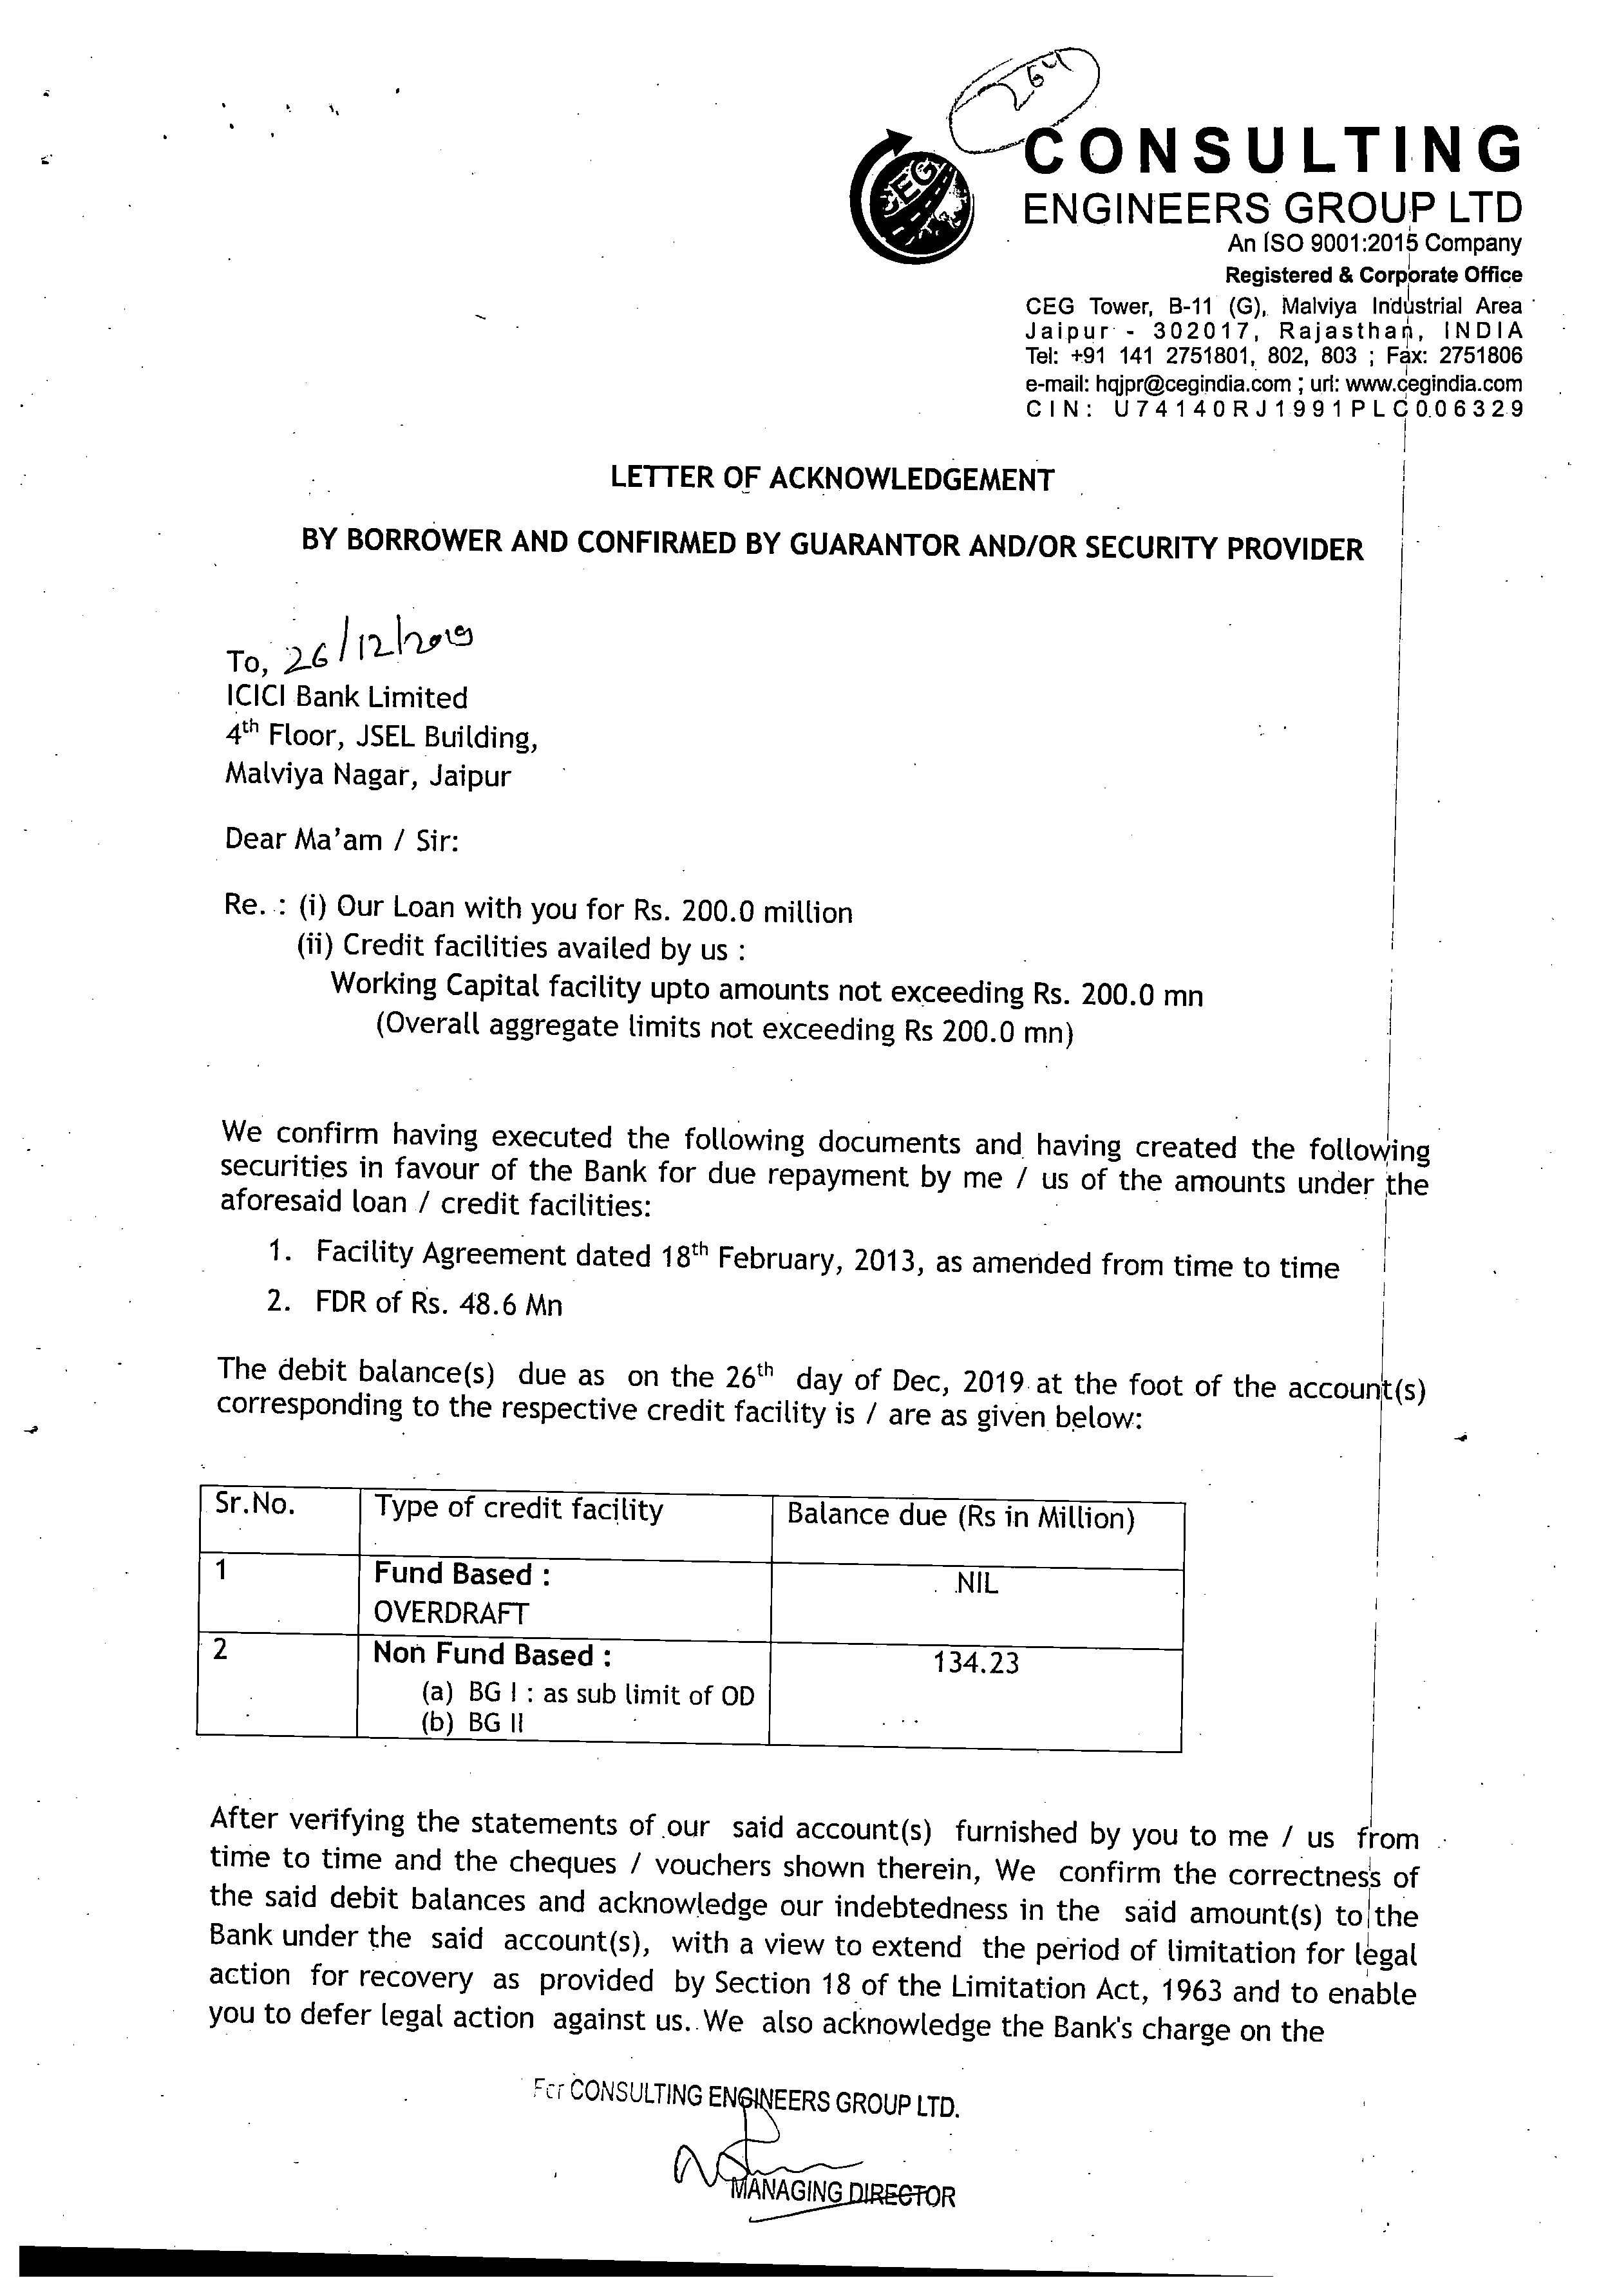 264
CEG
CONSULTING
ENGINEERS GROUP LTD
An ISO 9001:2015 Company
Registered & Corporate Office
CEG Tower, B-11 (G), Malviya Industrial Area
Jaipur - 302017, Rajasthan, INDIA
Tel: +91 141 2751801, 802, 803 ; Fax: 2751806
e-mail: hqjpr@cegindia.com ; url: www.cegindia.com
CIN: U74140RJ1991PLC006329
LETTER OF ACKNOWLEDGEMENT
BY BORROWER AND CONFIRMED BY GUARANTOR AND/OR SECURITY PROVIDER
To, 26/12/2019
ICICI Bank Limited
4th Floor, JSEL Building,
Malviya Nagar, Jaipur
Dear Ma'am / Sir:
Re. : (i) Our Loan with you for Rs. 200.0 million
(ii) Credit facilities availed by us :
Working Capital facility upto amounts not exceeding Rs. 200.0 mn
(Overall aggregate limits not exceeding Rs 200.0 mn)
We confirm having executed the following documents and having created the following
securities in favour of the Bank for due repayment by me / us of the amounts under the
aforesaid loan / credit facilities:
1. Facility Agreement dated 18th February, 2013, as amended from time to time
2. FDR of Rs. 48.6 Mn
The debit balance(s) due as on the 26th day of Dec, 2019 at the foot of the account(s)
corresponding to the respective credit facility is / are as given below:
Sr.No. Type of credit facility Balance due (Rs in Million)
1 Fund Based : NIL
OVERDRAFT
2 Non Fund Based : 134.23
(a) BG I : as sub limit of OD
(b) BG II
After verifying the statements of our said account(s) furnished by you to me / us from
time to time and the cheques / vouchers shown therein, We confirm the correctness of
the said debit balances and acknowledge our indebtedness in the said amount(s) to the
Bank under the said account(s), with a view to extend the period of limitation for legal
action for recovery as provided by Section 18 of the Limitation Act, 1963 and to enable
you to defer legal action against us. We also acknowledge the Bank's charge on the
For CONSULTING ENGINEERS GROUP LTD.
MANAGING DIRECTOR